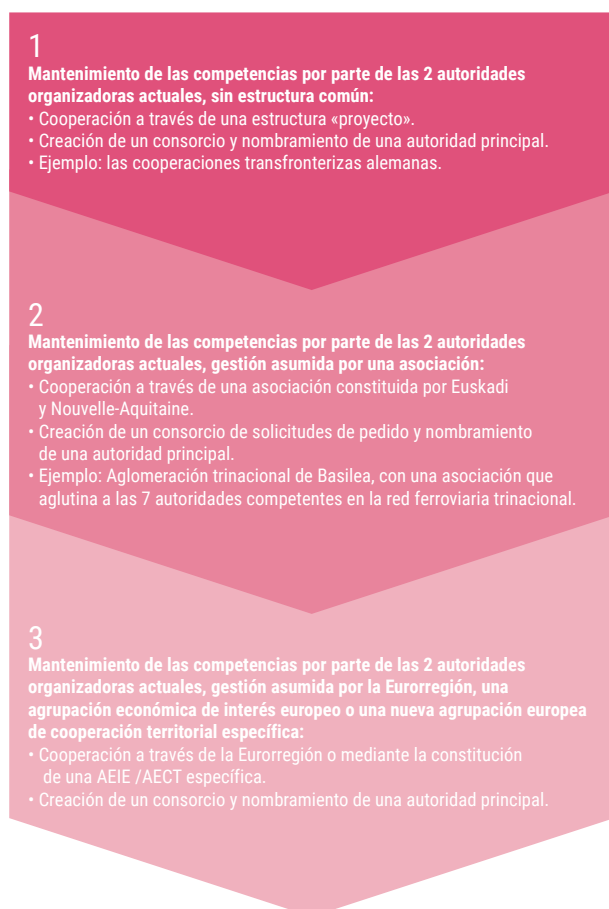 1
Mantenimiento de las competencias por parte de las 2 autoridades
organizadoras actuales, sin estructura común:
• Cooperación a través de una estructura «proyecto».
• Creación de un consorcio y nombramiento de una autoridad principal.
• Ejemplo: las cooperaciones transfronterizas alemanas.
2
Mantenimiento de las competencias por parte de las 2 autoridades
organizadoras actuales, gestión asumida por una asociación:
• Cooperación a través de una asociación constituida por Euskadi
y Nouvelle-Aquitaine.
• Creación de un consorcio de solicitudes de pedido y nombramiento
de una autoridad principal.
• Ejemplo: Aglomeración trinacional de Basilea, con una asociación que
aglutina a las 7 autoridades competentes en la red ferroviaria trinacional.
3
Mantenimiento de las competencias por parte de las 2 autoridades
organizadoras actuales, gestión asumida por la Eurorregión, una
agrupación económica de interés europeo o una nueva agrupación europea
de cooperación territorial específica:
• Cooperación a través de la Eurorregión o mediante la constitución
de una AEIE /AECT específica.
• Creación de un consorcio y nombramiento de una autoridad principal.